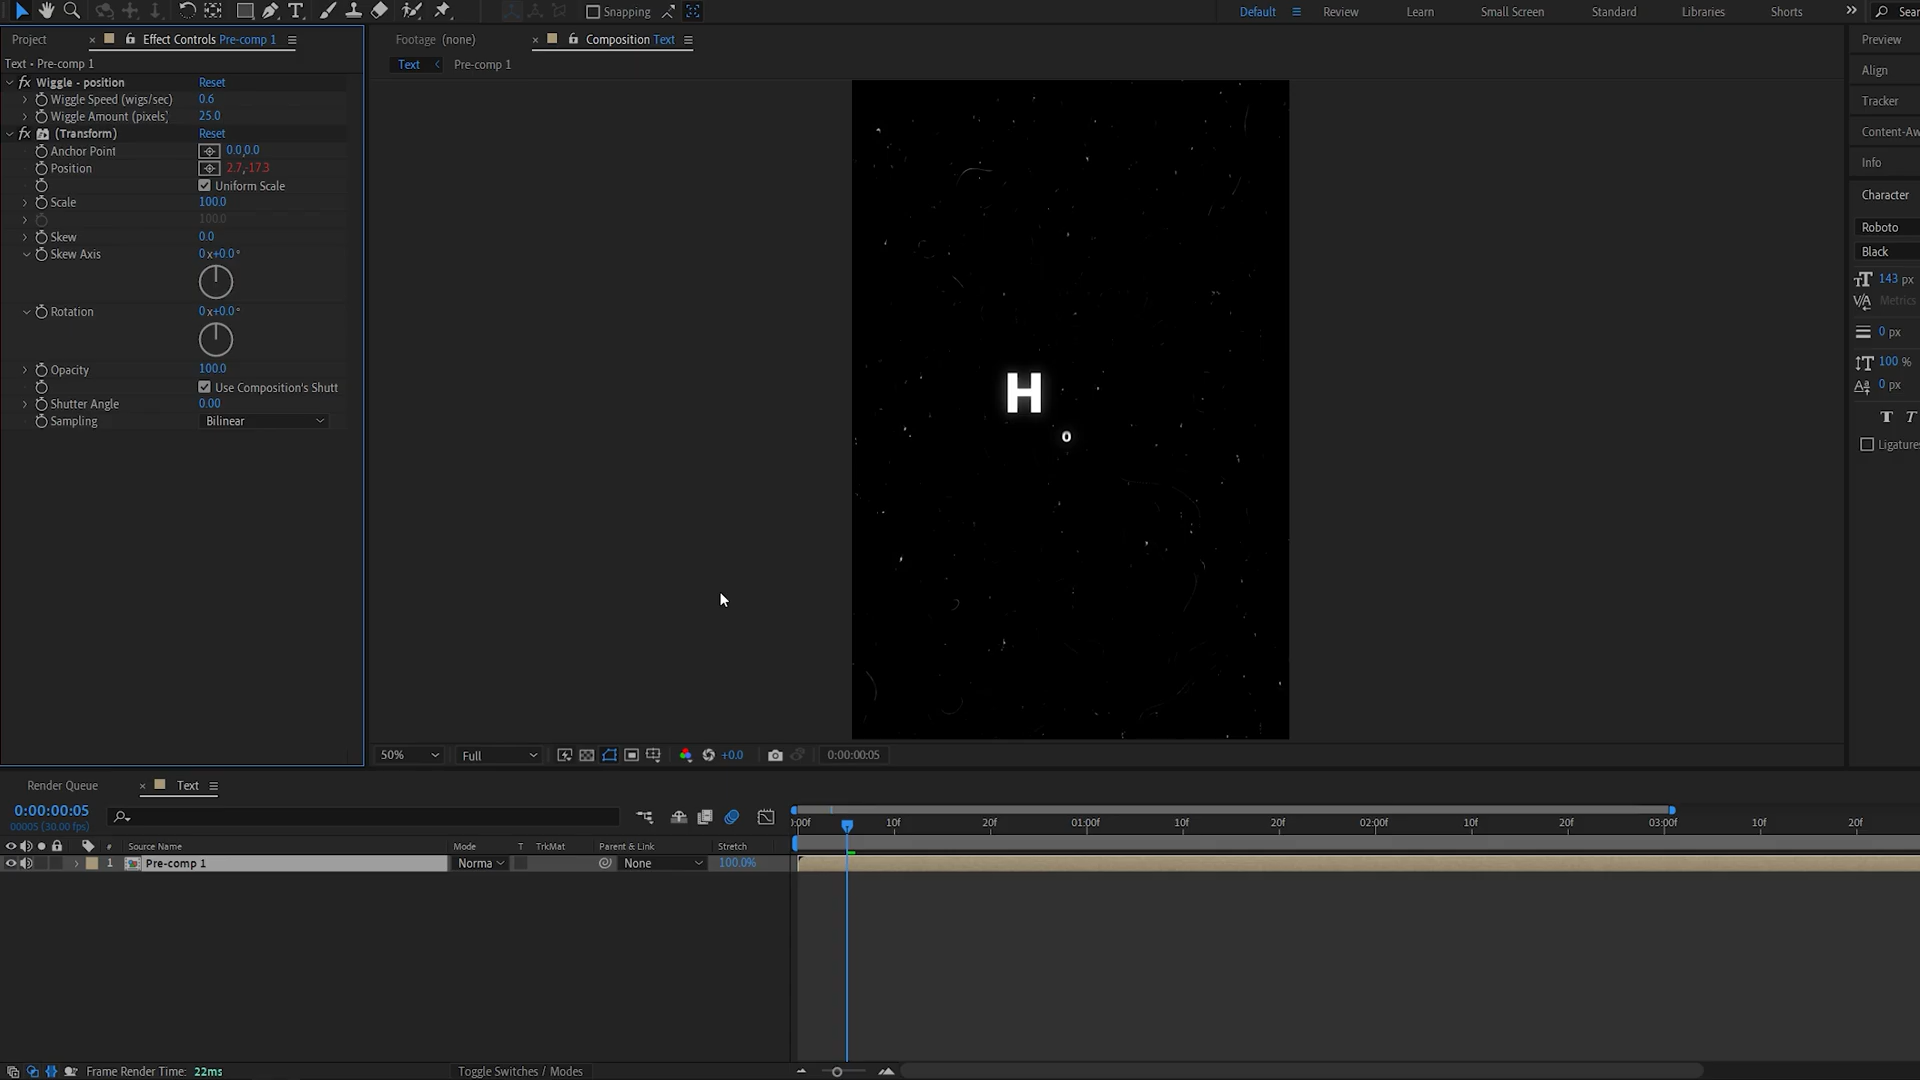 Snapping
Default
Review
Learn
Small Screen
Standard
Libraries
Shorts
Project
Effect Controls Pre-comp 1
Footage (none)
Composition Text
Preview
Text • Pre-comp 1
Text
Pre-comp 1
Align
fx Wiggle - position Reset
Wiggle Speed (wigs/sec) 0.6
Tracker
Wiggle Amount (pixels) 25.0
fx (Transform) Reset
Anchor Point 0.0,0.0
Info
Position 2.7,-17.3
Uniform Scale
Character
Scale 100.0
100.0
Roboto
Skew 0.0
Black
Skew Axis 0x+0.0°
143 px
Metrics
Rotation 0x+0.0°
0 px
Opacity 100.0
100 %
Use Composition's Shutt
0 px
Shutter Angle 0.00
Sampling Bilinear
H
o
T T
Ligatures
50% Full +0.0 0:00:00:05
Render Queue
Text
0:00:00:05
00005 (30.00 fps)
:00f 10f 20f 01:00f 10f 20f 02:00f 10f 20f 03:00f 10f 20f
# Source Name Mode T TrkMat Parent & Link Stretch
1 Pre-comp 1 Norma None 100.0%
Frame Render Time: 22ms
Toggle Switches / Modes